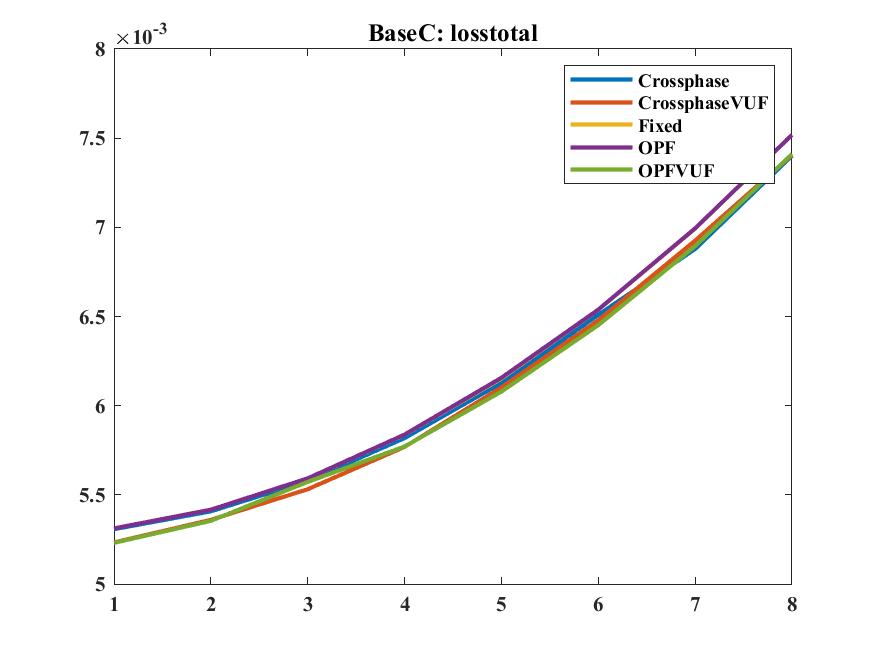 BaseC: losstotal
×10-3
8
7.5
7
6.5
6
5.5
5
1 2 3 4 5 6 7 8
Crossphase
CrossphaseVUF
Fixed
OPF
OPFVUF